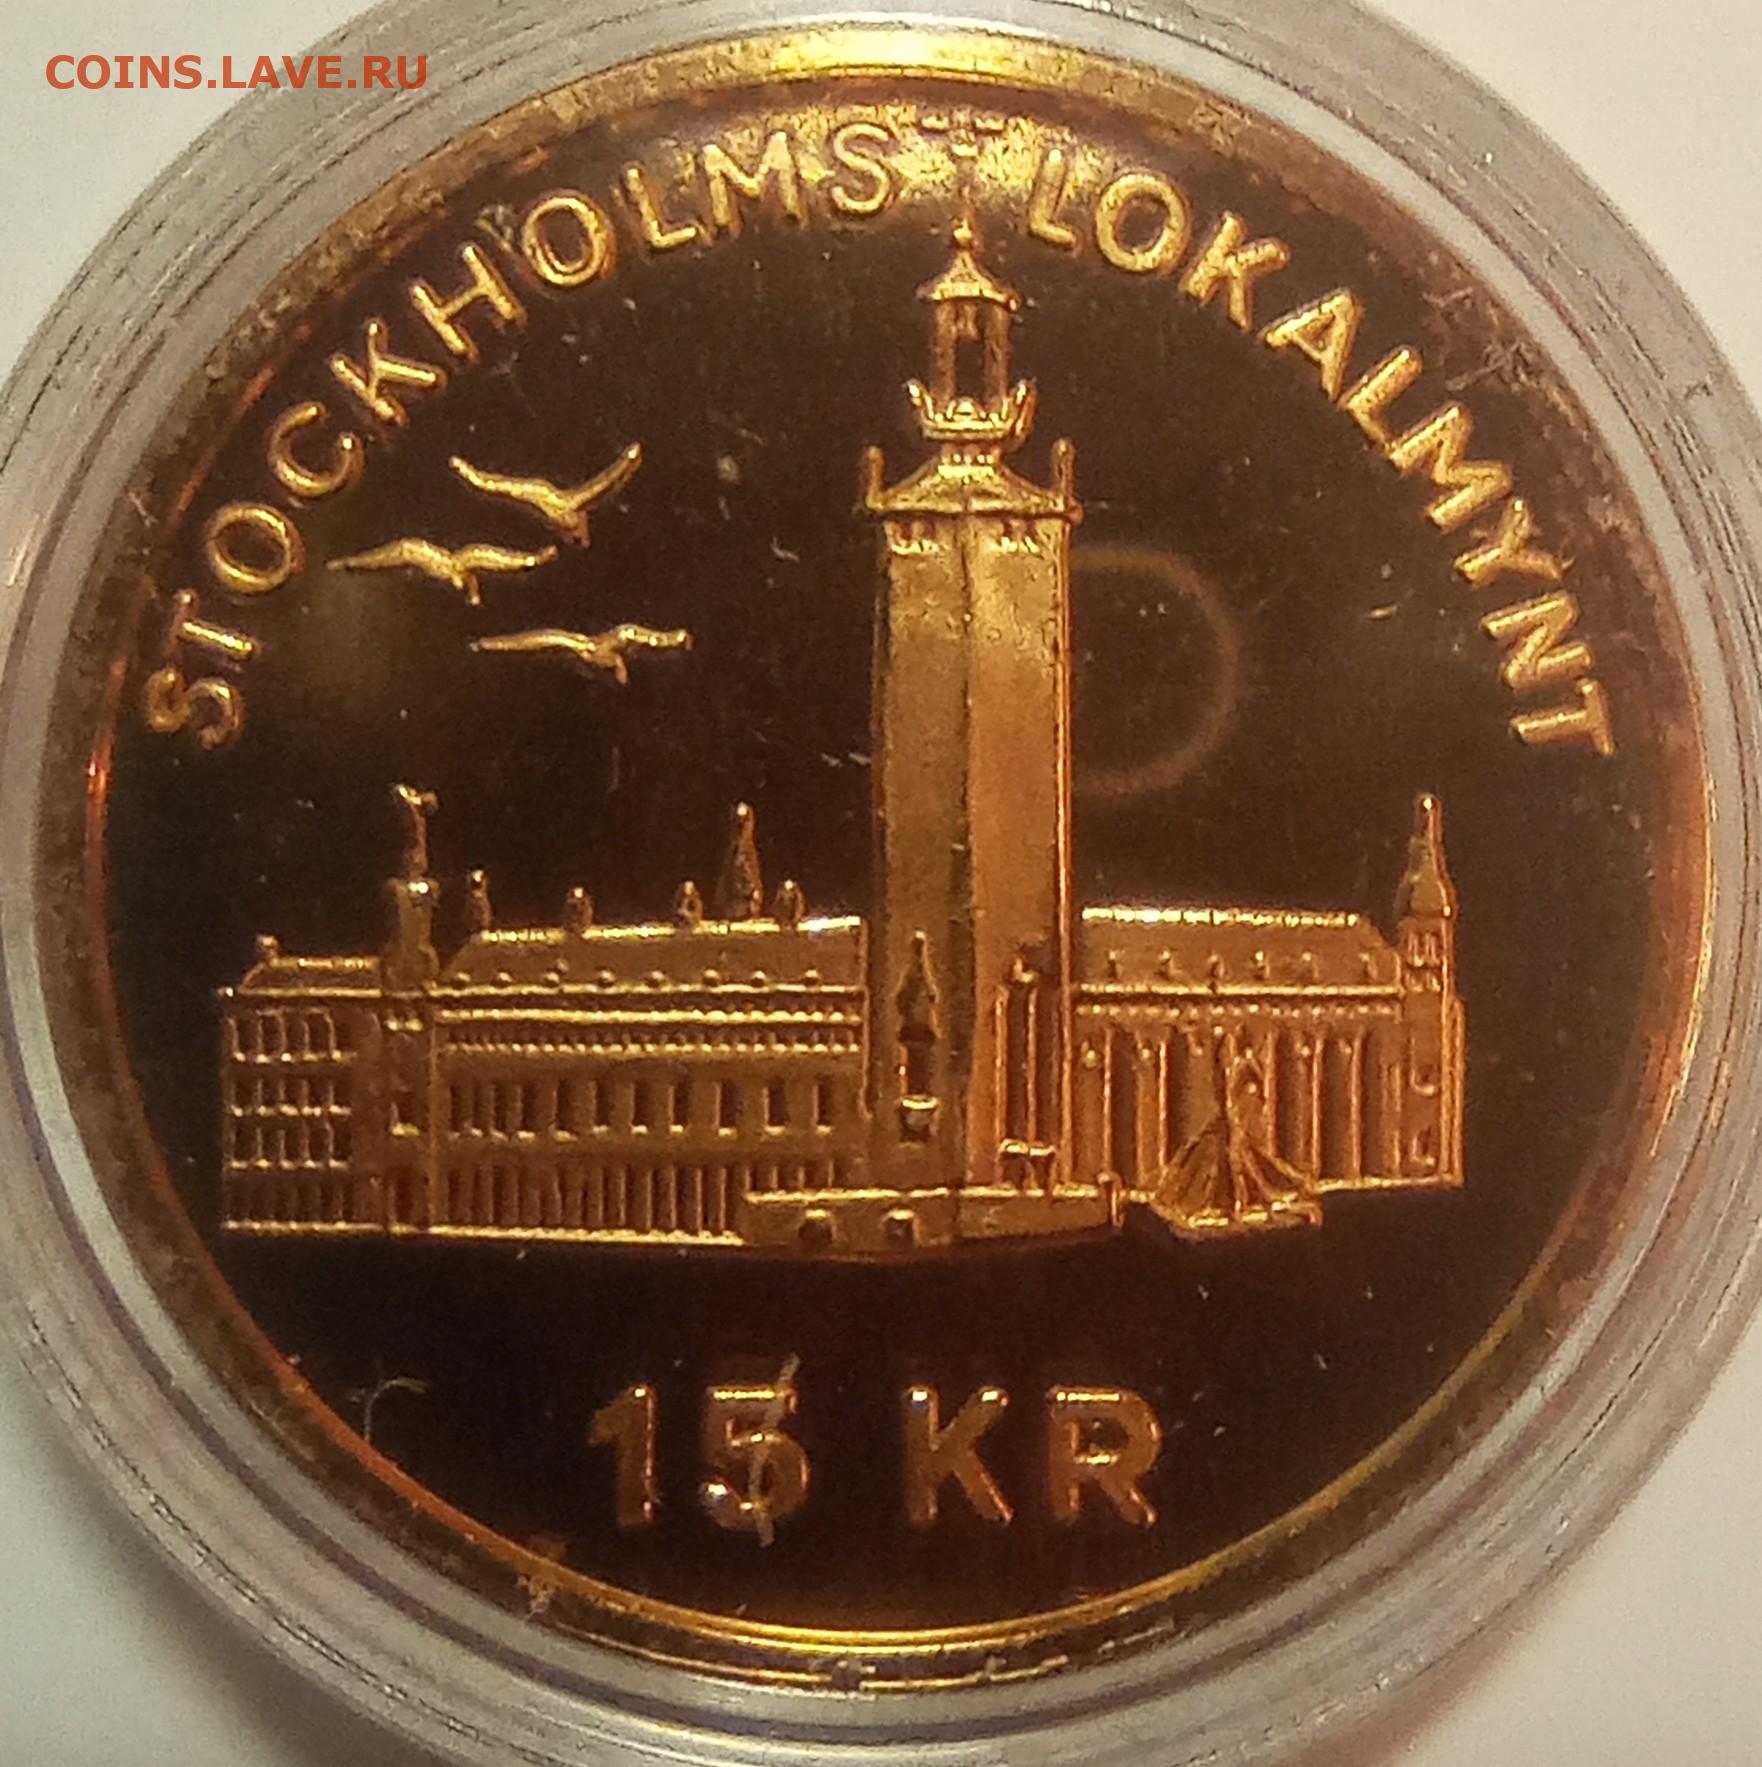 COINS.LAVE.RU
STOCKHOLMS LOKALMYNT
15 KR